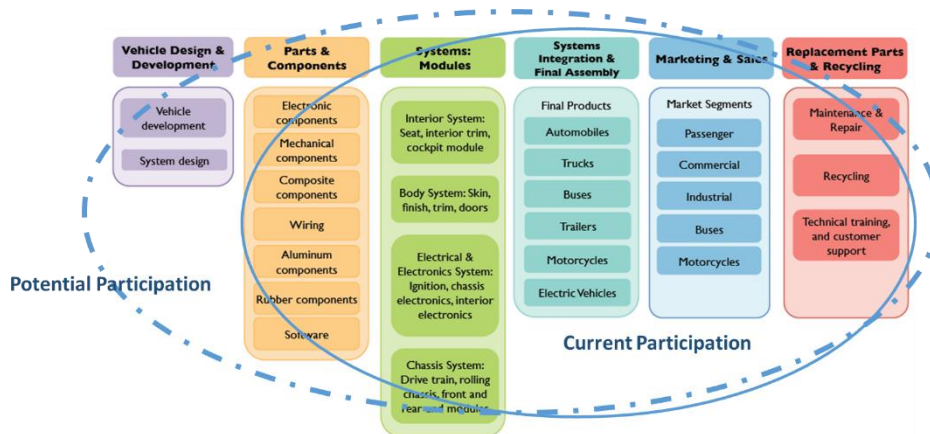 Vehicle Design &
Development
Vehicle
development
System design
Parts &
Components
Electronic
components
Mechanical
components
Composite
components
Wiring
Aluminum
components
Rubber components
Software
Systems:
Modules
Interior System:
Seat, interior trim,
cockpit module
Body System: Skin,
finish, trim, doors
Electrical &
Electronics System:
Ignition, chassis
electronics, interior
electronics
Chassis System:
Drive train, rolling
chassis, front and
rear end modules
Systems
Integration &
Final Assembly
Final Products
Automobiles
Trucks
Buses
Trailers
Motorcycles
Electric Vehicles
Marketing & Sales
Market Segments
Passenger
Commercial
Industrial
Buses
Motorcycles
Replacement Parts
& Recycling
Maintenance &
Repair
Recycling
Technical training,
and customer
support
Potential Participation
Current Participation